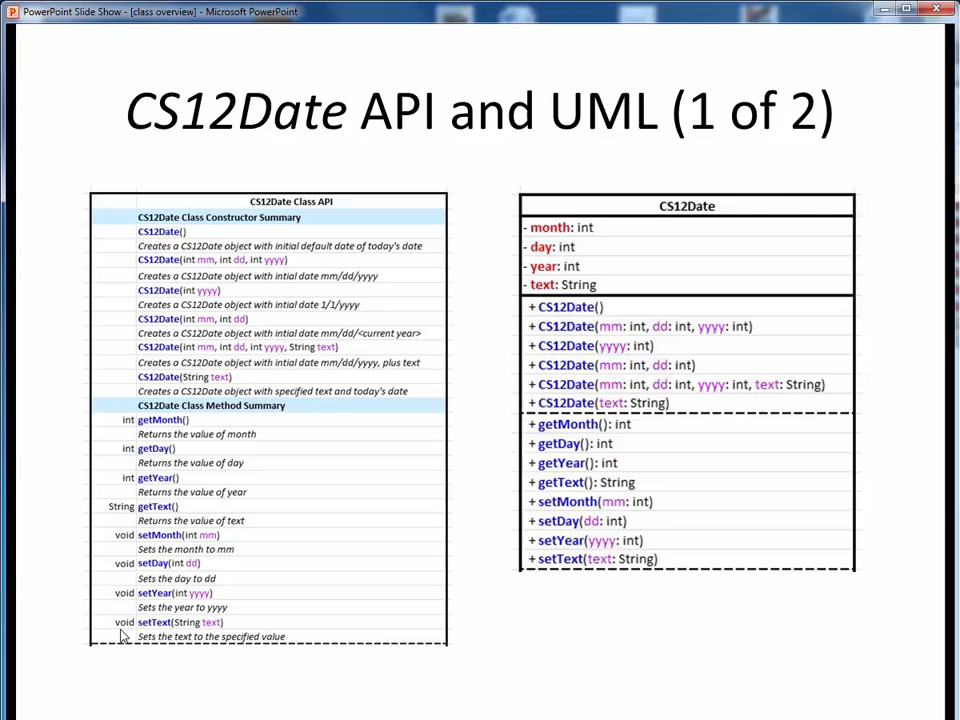 PowerPoint Slide Show - [class overview] - Microsoft PowerPoint
CS12Date API and UML (1 of 2)
CS12Date Class API
CS12Date Class Constructor Summary
CS12Date()
Creates a CS12Date object with initial default date of today's date
CS12Date(int mm, int dd, int yyyy)
Creates a CS12Date object with intial date mm/dd/yyyy
CS12Date(int yyyy)
Creates a CS12Date object with intial date 1/1/yyyy
CS12Date(int mm, int dd)
Creates a CS12Date object with intial date mm/dd/<current year>
CS12Date(int mm, int dd, int yyyy, String text)
Creates a CS12Date object with intial date mm/dd/yyyy, plus text
CS12Date(String text)
Creates a CS12Date object with specified text and today's date
CS12Date Class Method Summary
int getMonth()
Returns the value of month
int getDay()
Returns the value of day
int getYear()
Returns the value of year
String getText()
Returns the value of text
void setMonth(int mm)
Sets the month to mm
void setDay(int dd)
Sets the day to dd
void setYear(int yyyy)
Sets the year to yyyy
void setText(String text)
Sets the text to the specified value
CS12Date
- month: int
- day: int
- year: int
- text: String
+ CS12Date()
+ CS12Date(mm: int, dd: int, yyyy: int)
+ CS12Date(yyyy: int)
+ CS12Date(mm: int, dd: int)
+ CS12Date(mm: int, dd: int, yyyy: int, text: String)
+ CS12Date(text: String)
+ getMonth(): int
+ getDay(): int
+ getYear(): int
+ getText(): String
+ setMonth(mm: int)
+ setDay(dd: int)
+ setYear(yyyy: int)
+ setText(text: String)